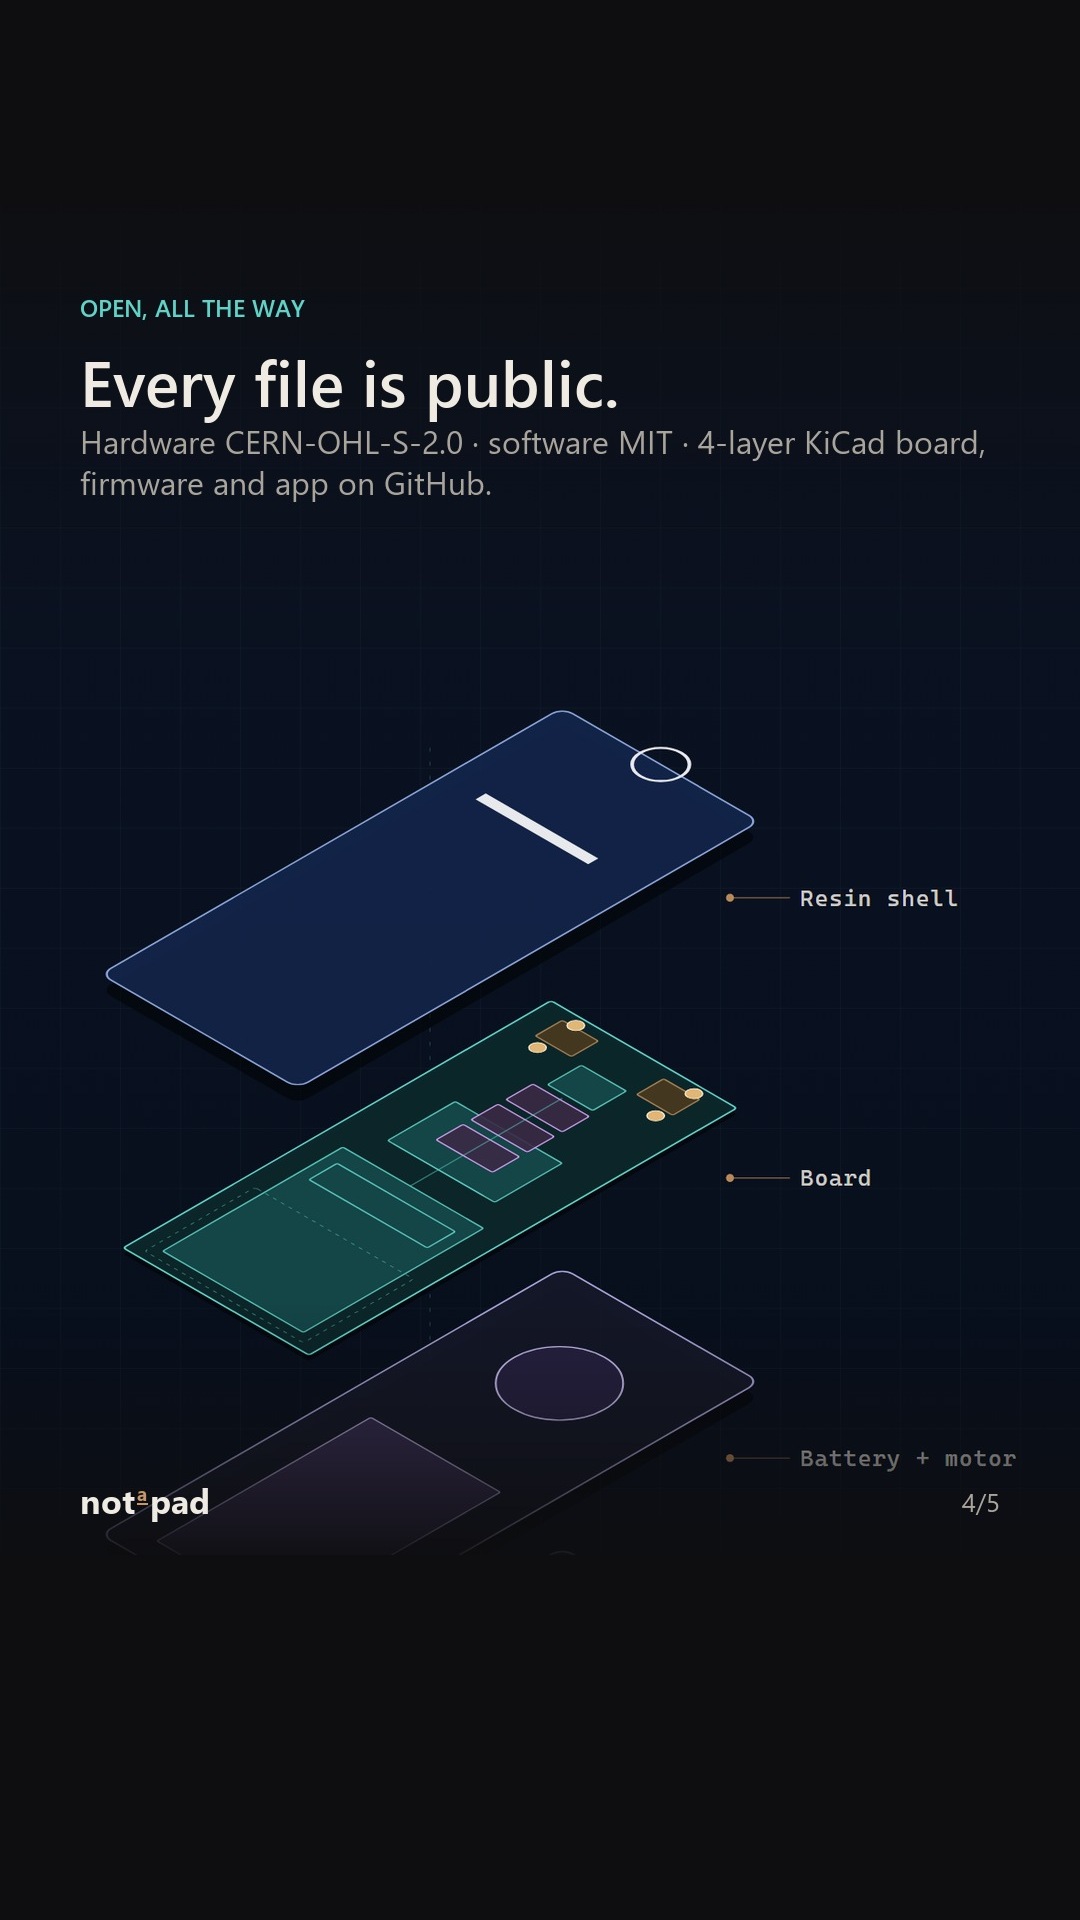 OPEN, ALL THE WAY
Every file is public.
Hardware CERN-OHL-S-2.0 · software MIT · 4-layer KiCad board,
firmware and app on GitHub.
Resin shell
Board
Battery + motor
notªpad
4/5